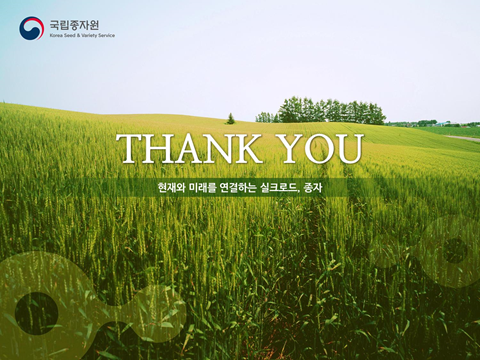 국립종자원
Korea Seed & Variety Service
THANK YOU
현재와 미래를 연결하는 실크로드, 종자